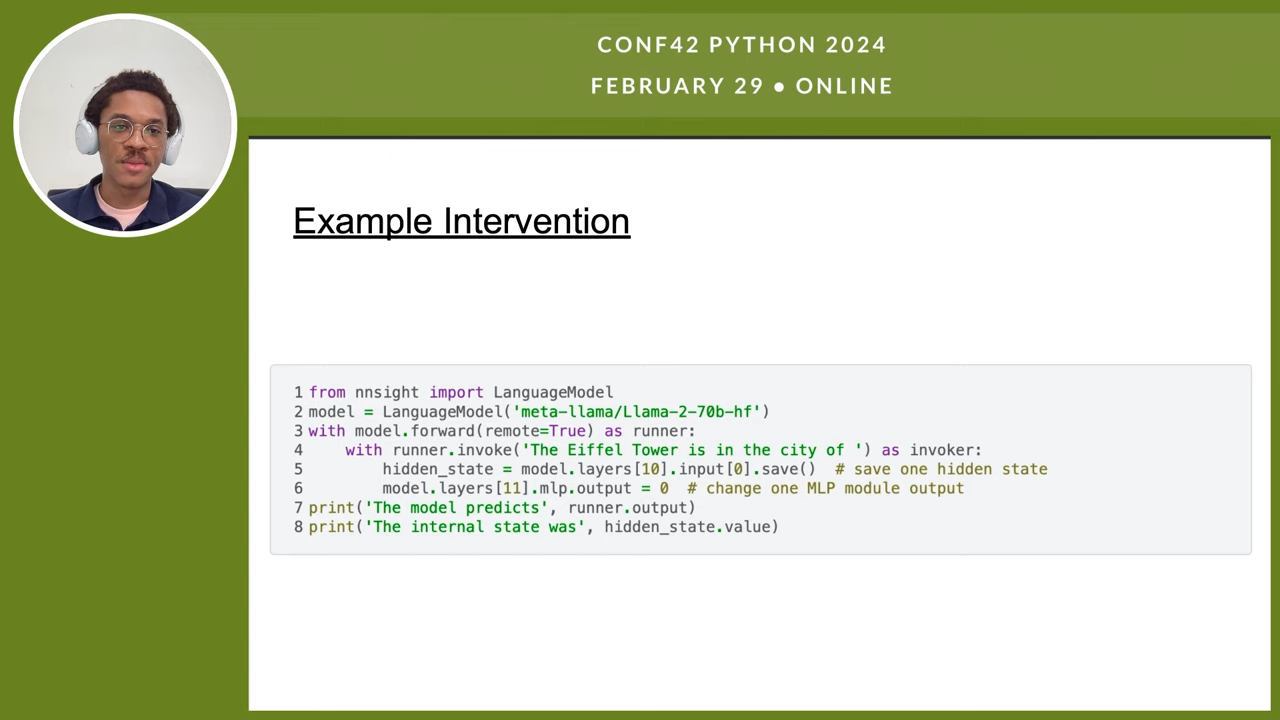 CONF42 PYTHON 2024
FEBRUARY 29 ● ONLINE
Example Intervention
1 from nnsight import LanguageModel
2 model = LanguageModel('meta-llama/Llama-2-70b-hf')
3 with model.forward(remote=True) as runner:
4     with runner.invoke('The Eiffel Tower is in the city of ') as invoker:
5         hidden_state = model.layers[10].input[0].save()  # save one hidden state
6         model.layers[11].mlp.output = 0  # change one MLP module output
7 print('The model predicts', runner.output)
8 print('The internal state was', hidden_state.value)